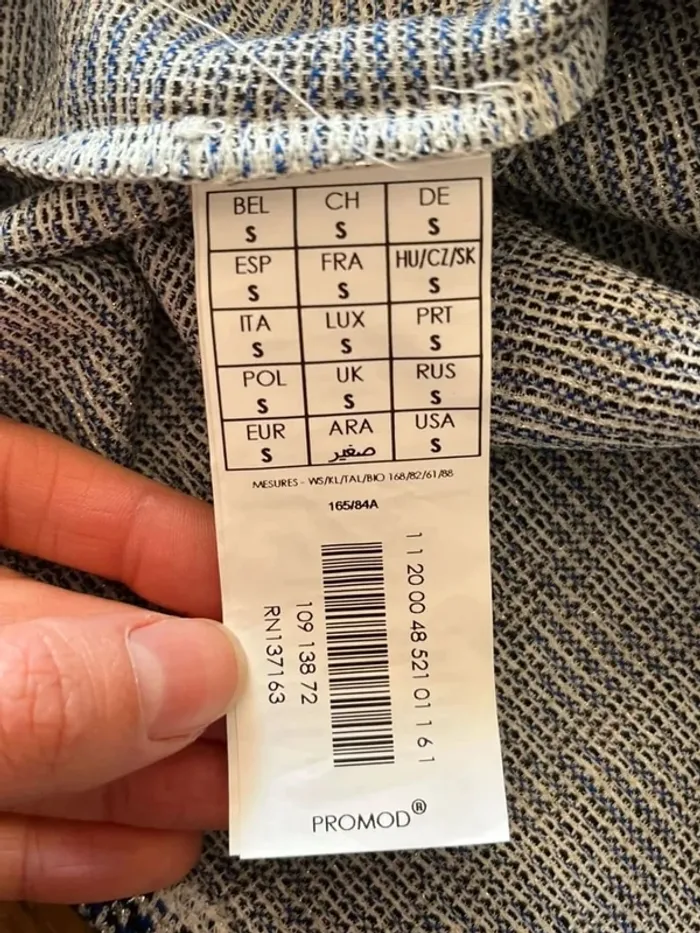 BEL CH DE
S S S
ESP FRA HU/CZ/SK
S S S
ITA LUX PRT
S S S
POL UK RUS
S S S
EUR ARA USA
S صغير S
MESURES - WS/KL/TAL/BIO 168/82/61/88
165/84A
1 1 20 00 48 521 01 1 6 1
109 138 72
RN137163
PROMOD®